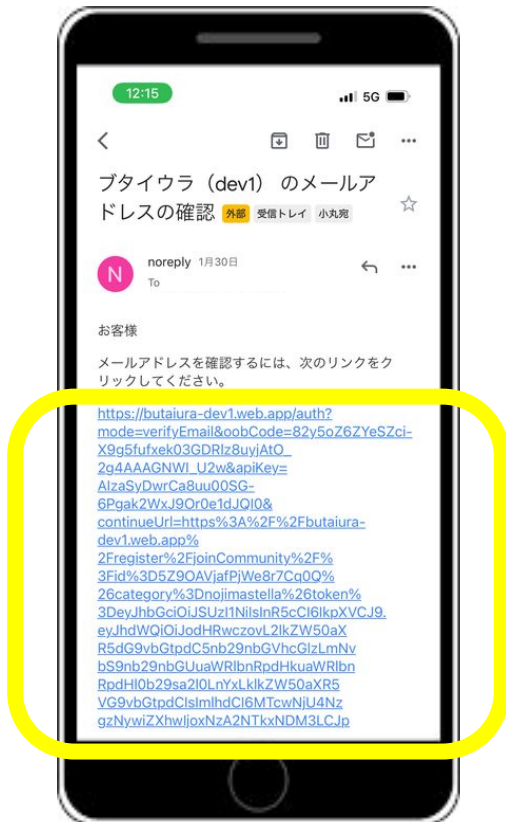 12:15
5G
ブタイウラ（dev1） のメールア
ドレスの確認 外部 受信トレイ 小丸宛
N
noreply 1月30日
To
お客様
メールアドレスを確認するには、次のリンクをク
リックしてください。
https://butaiura-dev1.web.app/auth?
mode=verifyEmail&oobCode=82y5oZ6ZYeSZci-
X9g5fufxek03GDRIz8uyjAtO_
2g4AAAGNWI_U2w&apiKey=
AIzaSyDwrCa8uu00SG-
6Pgak2WxJ9Or0e1dJQI0&
continueUrl=https%3A%2F%2Fbutaiura-
dev1.web.app%
2Fregister%2FjoinCommunity%2F%
3Fid%3D5Z9OAVjafPjWe8r7Cq0Q%
26category%3Dnojimastella%26token%
3DeyJhbGciOiJSUzI1NiIsInR5cCI6IkpXVCJ9.
eyJhdWQiOiJodHRwczovL2lkZW50aX
R5dG9vbGtpdC5nb29nbGVhcGlzLmNv
bS9nb29nbGUuaWRlbnRpdHkuaWRlbn
RpdHl0b29sa2l0LnYxLklkZW50aXR5
VG9vbGtpdCIsImlhdCI6MTcwNjU4Nz
gzNywiZXhwIjoxNzA2NTkxNDM3LCJp